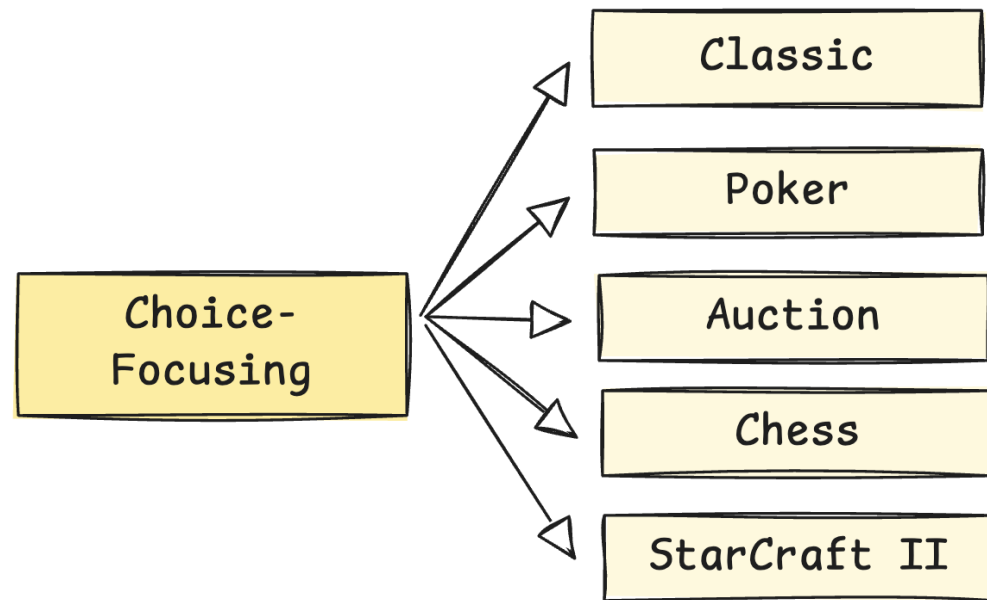 Classic
Poker
Choice-
Focusing
Auction
Chess
StarCraft II